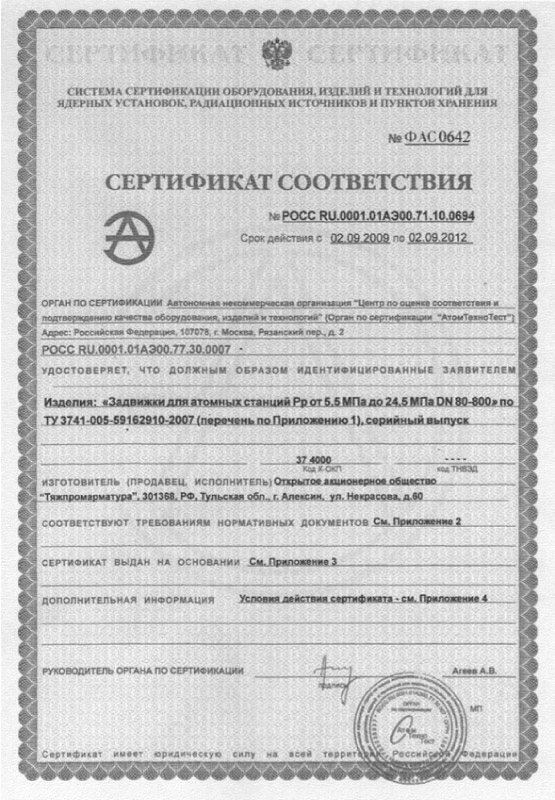 СЕРТИФИКАТ СЕРТИФИКАТ
СИСТЕМА СЕРТИФИКАЦИИ ОБОРУДОВАНИЯ, ИЗДЕЛИЙ И ТЕХНОЛОГИЙ ДЛЯ
ЯДЕРНЫХ УСТАНОВОК, РАДИАЦИОННЫХ ИСТОЧНИКОВ И ПУНКТОВ ХРАНЕНИЯ
№ ФАС 0642
СЕРТИФИКАТ СООТВЕТСТВИЯ
№ РОСС RU.0001.01АЭ00.71.10.0694
Срок действия с 02.09.2009 по 02.09.2012
ОРГАН ПО СЕРТИФИКАЦИИ Автономная некоммерческая организация "Центр по оценке соответствия и
подтверждению качества оборудования, изделий и технологий" (Орган по сертификации "АтомТехноТест")
Адрес: Российская Федерация, 107078, г. Москва, Рязанский пер., д. 2
РОСС RU.0001.01АЭ00.77.30.0007 -
УДОСТОВЕРЯЕТ, ЧТО ДОЛЖНЫМ ОБРАЗОМ ИДЕНТИФИЦИРОВАННЫЕ ЗАЯВИТЕЛЕМ
Изделия: «Задвижки для атомных станций Рр от 5,5 МПа до 24,5 МПа DN 80-800» по
ТУ 3741-005-59162910-2007 (перечень по Приложению 1), серийный выпуск
37 4000 - - - -
Код К-ОКП код ТНВЭД
ИЗГОТОВИТЕЛЬ (ПРОДАВЕЦ, ИСПОЛНИТЕЛЬ) Открытое акционерное общество
"Тяжпромарматура", 301368, РФ, Тульская обл., г. Алексин, ул. Некрасова, д.60
СООТВЕТСТВУЮТ ТРЕБОВАНИЯМ НОРМАТИВНЫХ ДОКУМЕНТОВ См. Приложение 2
СЕРТИФИКАТ ВЫДАН НА ОСНОВАНИИ См. Приложение 3
ДОПОЛНИТЕЛЬНАЯ ИНФОРМАЦИЯ Условия действия сертификата - см. Приложение 4
РУКОВОДИТЕЛЬ ОРГАНА ПО СЕРТИФИКАЦИИ Агеев А.В.
подпись
МП
ОРГАН
по сертификации
Атом
Техно
Тест
Сертификат имеет юридическую силу на всей территории Российской Федерации